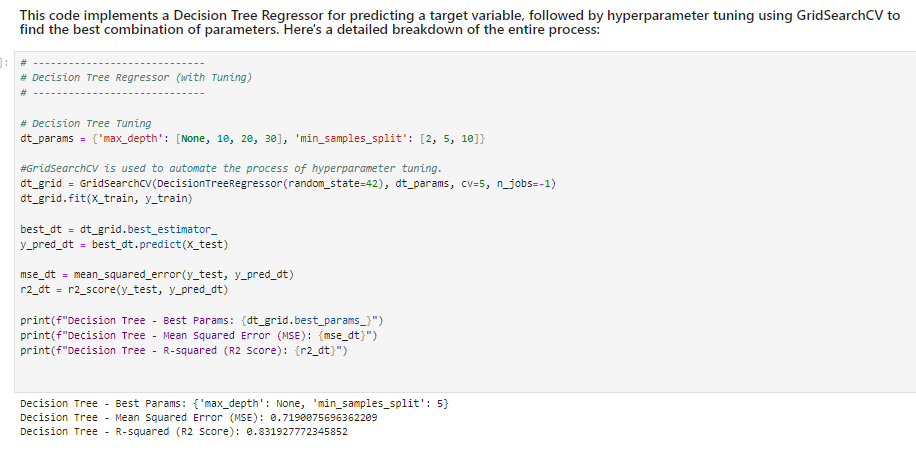 This code implements a Decision Tree Regressor for predicting a target variable, followed by hyperparameter tuning using GridSearchCV to
find the best combination of parameters. Here's a detailed breakdown of the entire process:
]:
# -----------------------------
# Decision Tree Regressor (with Tuning)
# -----------------------------
# Decision Tree Tuning
dt_params = {'max_depth': [None, 10, 20, 30], 'min_samples_split': [2, 5, 10]}
#GridSearchCV is used to automate the process of hyperparameter tuning.
dt_grid = GridSearchCV(DecisionTreeRegressor(random_state=42), dt_params, cv=5, n_jobs=-1)
dt_grid.fit(X_train, y_train)
best_dt = dt_grid.best_estimator_
y_pred_dt = best_dt.predict(X_test)
mse_dt = mean_squared_error(y_test, y_pred_dt)
r2_dt = r2_score(y_test, y_pred_dt)
print(f"Decision Tree - Best Params: {dt_grid.best_params_}")
print(f"Decision Tree - Mean Squared Error (MSE): {mse_dt}")
print(f"Decision Tree - R-squared (R2 Score): {r2_dt}")
Decision Tree - Best Params: {'max_depth': None, 'min_samples_split': 5}
Decision Tree - Mean Squared Error (MSE): 0.7190075696362209
Decision Tree - R-squared (R2 Score): 0.831927772345852